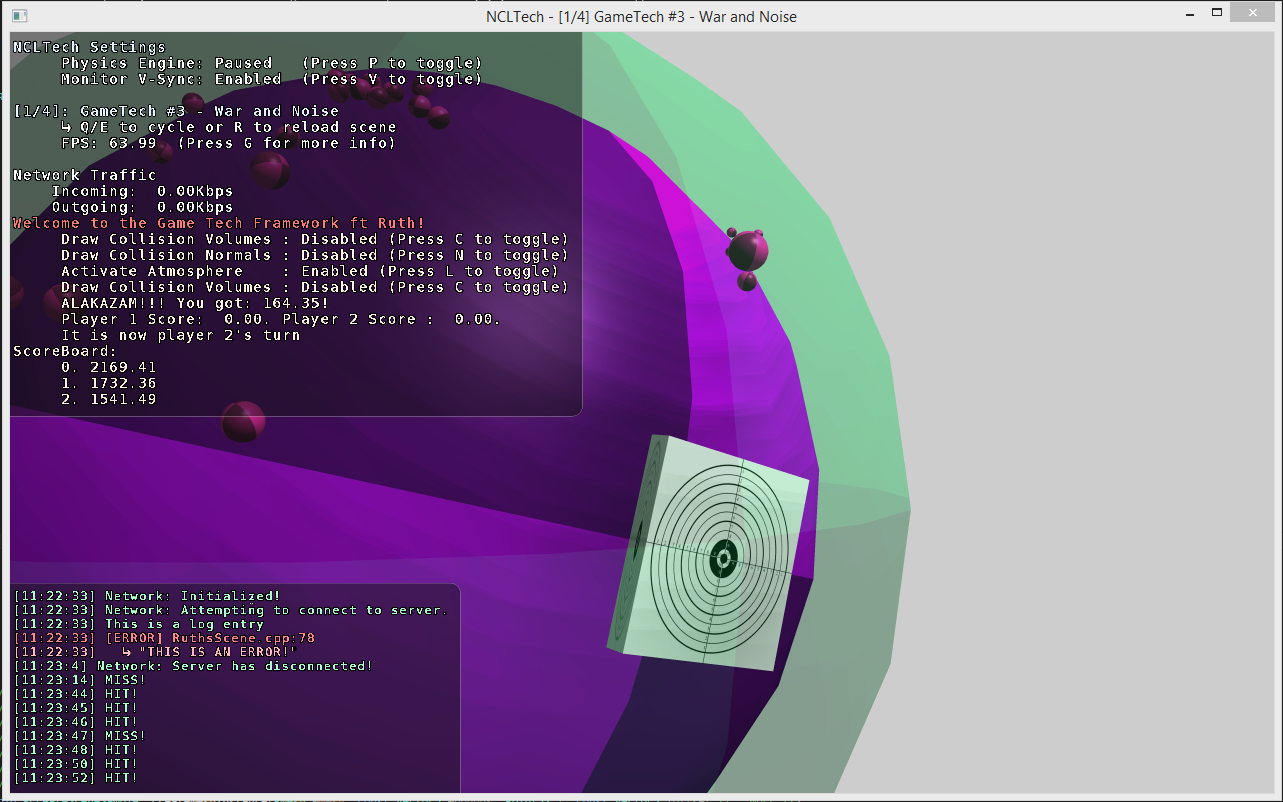 NCLTech - [1/4] GameTech #3 - War and Noise
NCLTech Settings
Physics Engine: Paused (Press P to toggle)
Monitor V-Sync: Enabled (Press V to toggle)
[1/4]: GameTech #3 - War and Noise
↳ Q/E to cycle or R to reload scene
FPS: 63.99 (Press G for more info)
Network Traffic
Incoming: 0.00Kbps
Outgoing: 0.00Kbps
Welcome to the Game Tech Framework ft Ruth!
Draw Collision Volumes : Disabled (Press C to toggle)
Draw Collision Normals : Disabled (Press N to toggle)
Activate Atmosphere : Enabled (Press L to toggle)
Draw Collision Volumes : Disabled (Press C to toggle)
ALAKAZAM!!! You got: 164.35!
Player 1 Score: 0.00. Player 2 Score : 0.00.
It is now player 2's turn
ScoreBoard:
0. 2169.41
1. 1732.36
2. 1541.49
[11:22:33] Network: Initialized!
[11:22:33] Network: Attempting to connect to server.
[11:22:33] This is a log entry
[11:22:33] [ERROR] RuthsScene.cpp:78
[11:22:33] ↳ "THIS IS AN ERROR!"
[11:23:4] Network: Server has disconnected!
[11:23:14] MISS!
[11:23:44] HIT!
[11:23:45] HIT!
[11:23:46] HIT!
[11:23:47] MISS!
[11:23:48] HIT!
[11:23:50] HIT!
[11:23:52] HIT!